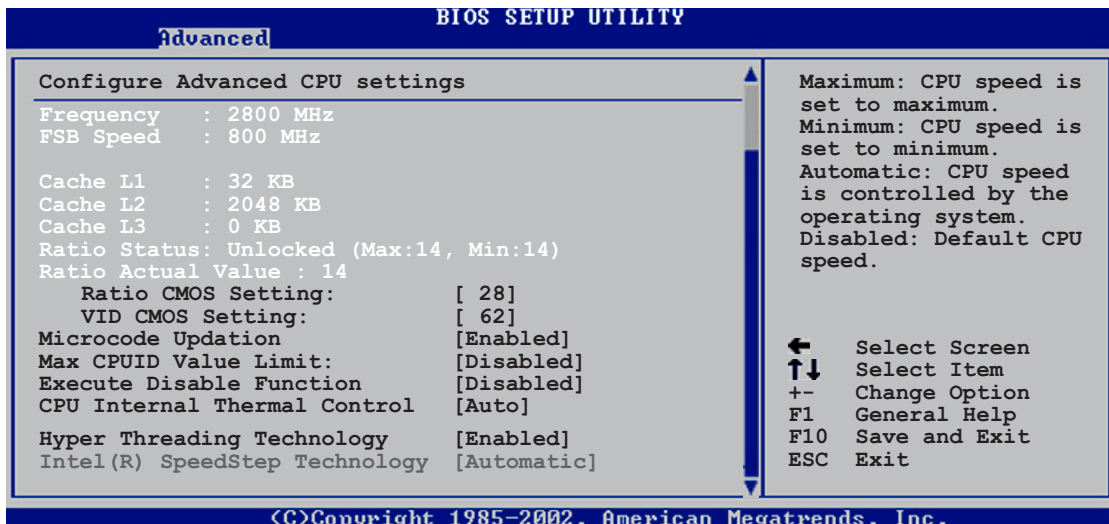 BIOS SETUP UTILITY
Advanced
Configure Advanced CPU settings
Frequency : 2800 MHz
FSB Speed : 800 MHz
Cache L1 : 32 KB
Cache L2 : 2048 KB
Cache L3 : 0 KB
Ratio Status: Unlocked (Max:14, Min:14)
Ratio Actual Value : 14
Ratio CMOS Setting: [ 28]
VID CMOS Setting: [ 62]
Microcode Updation [Enabled]
Max CPUID Value Limit: [Disabled]
Execute Disable Function [Disabled]
CPU Internal Thermal Control [Auto]
Hyper Threading Technology [Enabled]
Intel(R) SpeedStep Technology [Automatic]
Maximum: CPU speed is
set to maximum.
Minimum: CPU speed is
set to minimum.
Automatic: CPU speed
is controlled by the
operating system.
Disabled: Default CPU
speed.
← Select Screen
↑↓ Select Item
+- Change Option
F1 General Help
F10 Save and Exit
ESC Exit
(C)Copyright 1985-2002, American Megatrends, Inc.